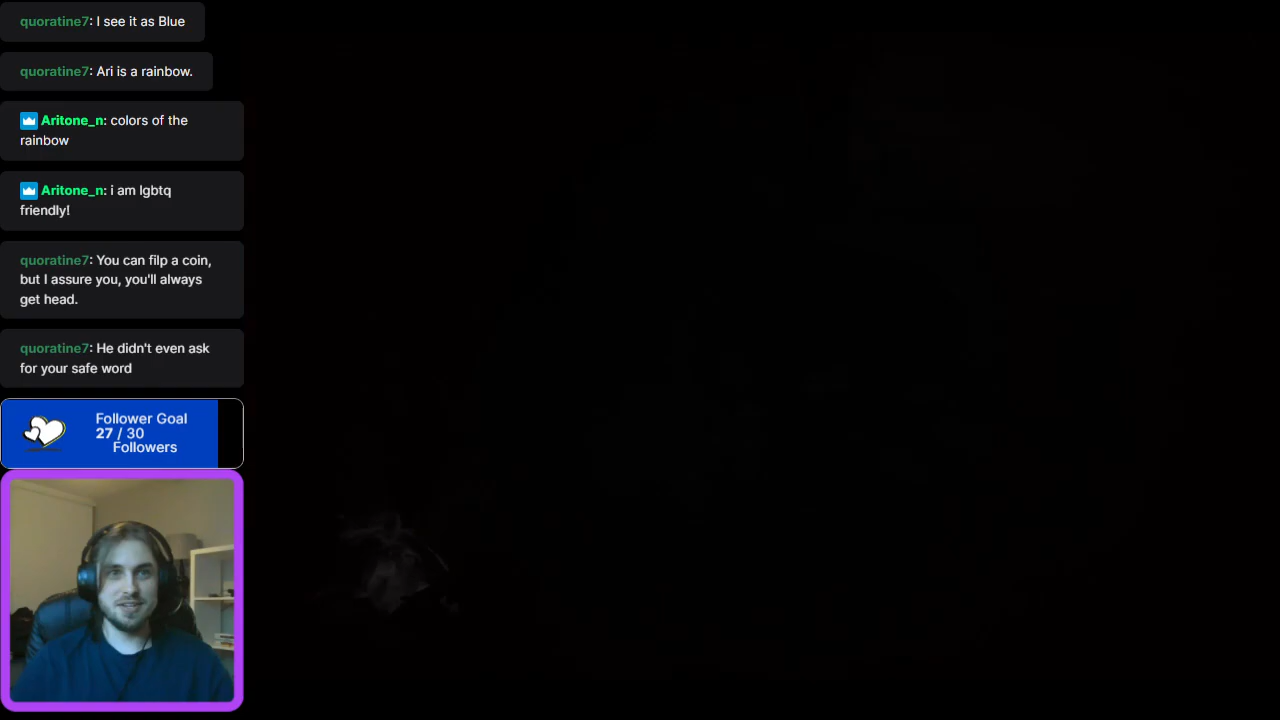 quoratine7: I see it as Blue
quoratine7: Ari is a rainbow.
Aritone_n: colors of the
rainbow
Aritone_n: i am lgbtq
friendly!
quoratine7: You can filp a coin,
but I assure you, you'll always
get head.
quoratine7: He didn't even ask
for your safe word
Follower Goal
27 / 30
Followers